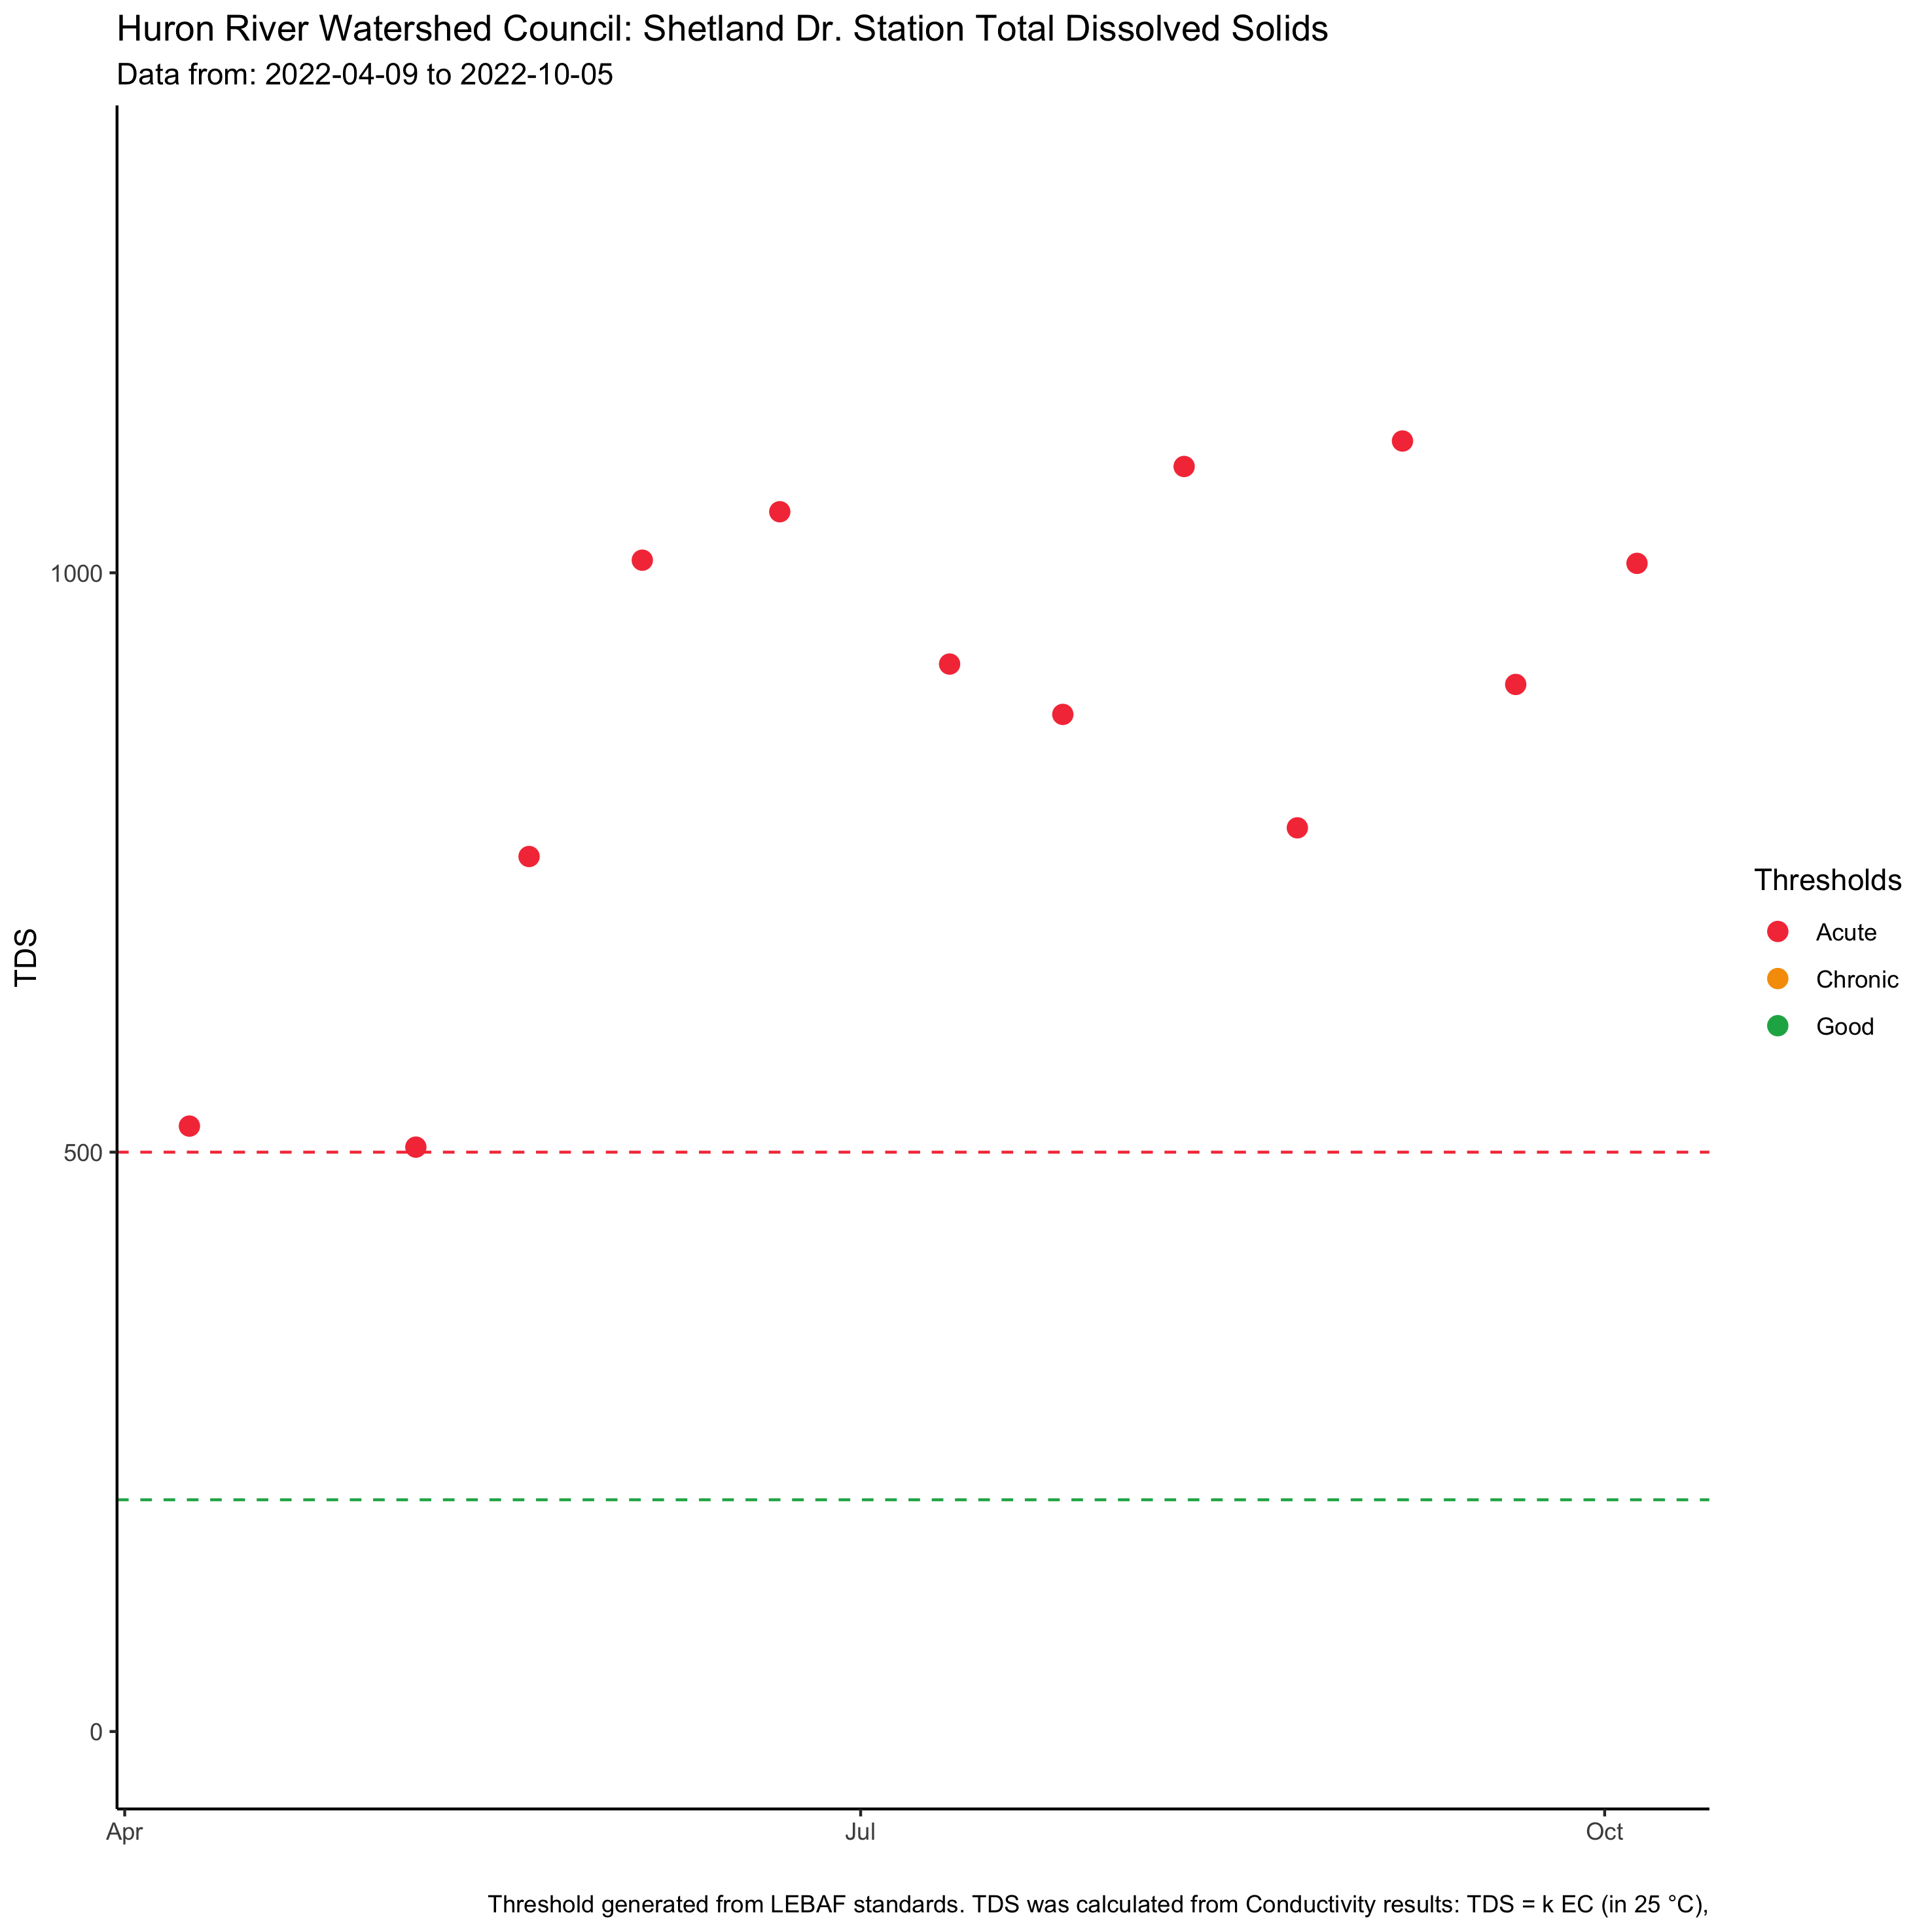 Huron River Watershed Council: Shetland Dr. Station Total Dissolved Solids
Data from: 2022-04-09 to 2022-10-05
1000
500
0
TDS
Apr
Jul
Oct
Thresholds
Acute
Chronic
Good
Threshold generated from LEBAF standards. TDS was calculated from Conductivity results: TDS = k EC (in 25 °C),